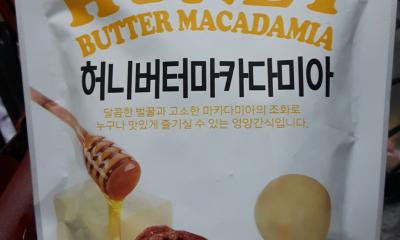 HONEY
BUTTER MACADAMIA
허니버터마카다미아
달콤한 벌꿀과 고소한 마카다미아의 조화로
누구나 맛있게 즐기실 수 있는 영양간식입니다.